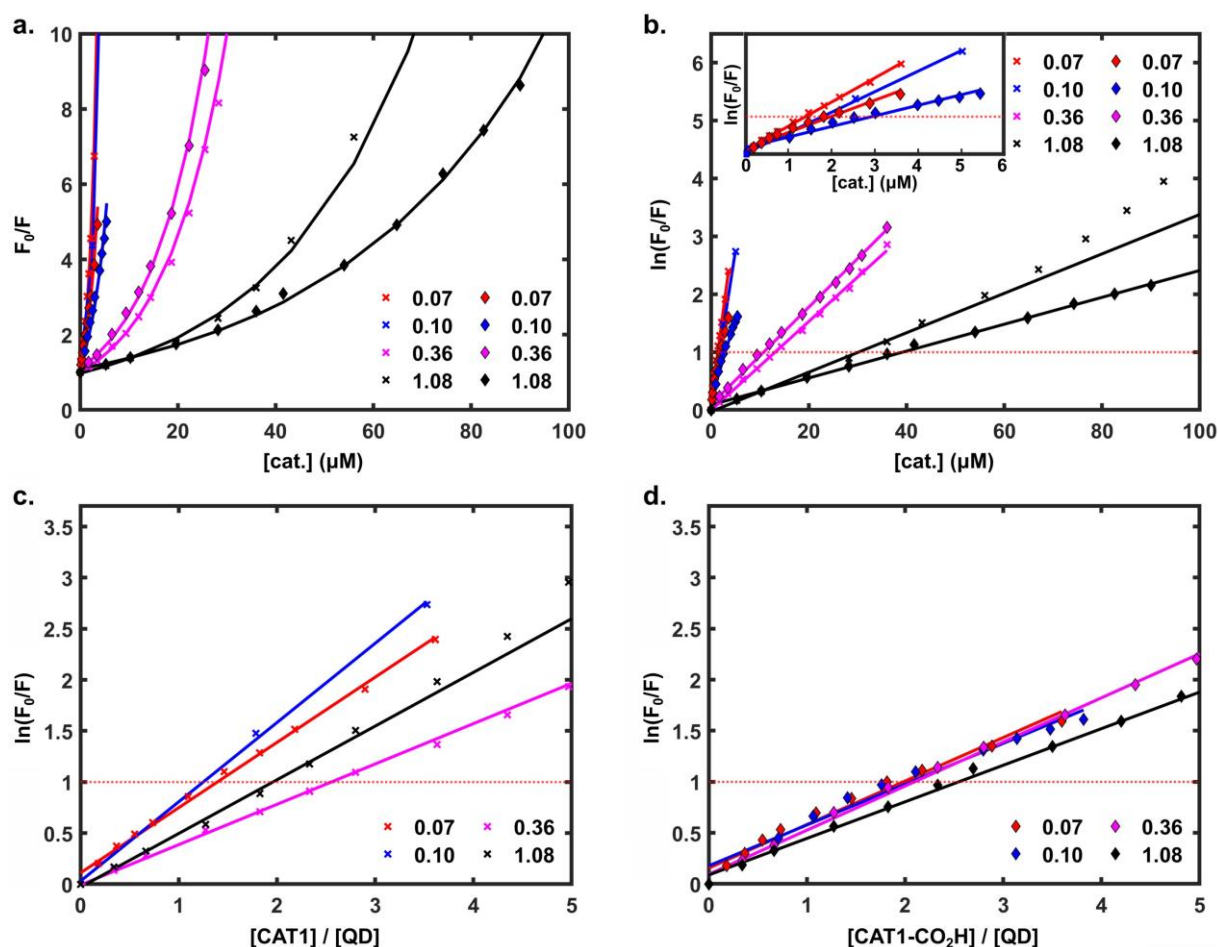 a.
F₀/F
10
8
6
4
2
0
0 20 40 60 80 100
[cat.] (µM)
× 0.07 ◆ 0.07
× 0.10 ◆ 0.10
× 0.36 ◆ 0.36
× 1.08 ◆ 1.08
b.
ln(F₀/F)
6
5
4
3
2
1
0
0 20 40 60 80 100
[cat.] (µM)
ln(F₀/F)
0 1 2 3 4 5 6
[cat.] (µM)
× 0.07 ◆ 0.07
× 0.10 ◆ 0.10
× 0.36 ◆ 0.36
× 1.08 ◆ 1.08
c.
ln(F₀/F)
3.5
3
2.5
2
1.5
1
0.5
0
0 1 2 3 4 5
[CAT1] / [QD]
× 0.07 × 0.36
× 0.10 × 1.08
d.
ln(F₀/F)
3.5
3
2.5
2
1.5
1
0.5
0
0 1 2 3 4 5
[CAT1-CO₂H] / [QD]
◆ 0.07 ◆ 0.36
◆ 0.10 ◆ 1.08